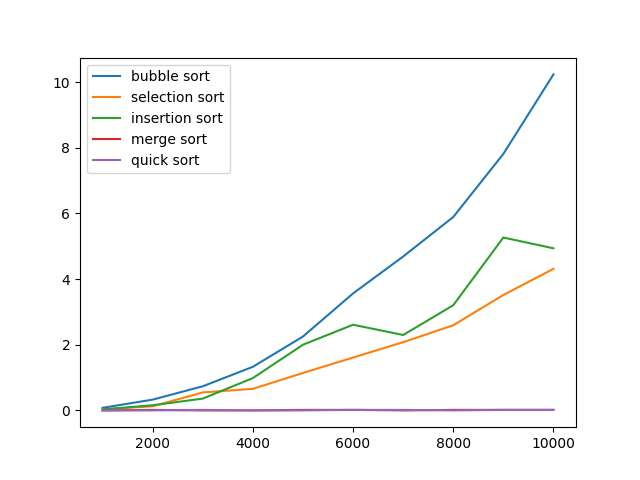 bubble sort
selection sort
insertion sort
merge sort
quick sort
10
8
6
4
2
0
2000 4000 6000 8000 10000